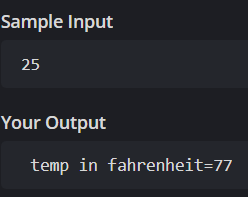 Sample Input
25
Your Output
temp in fahrenheit=77